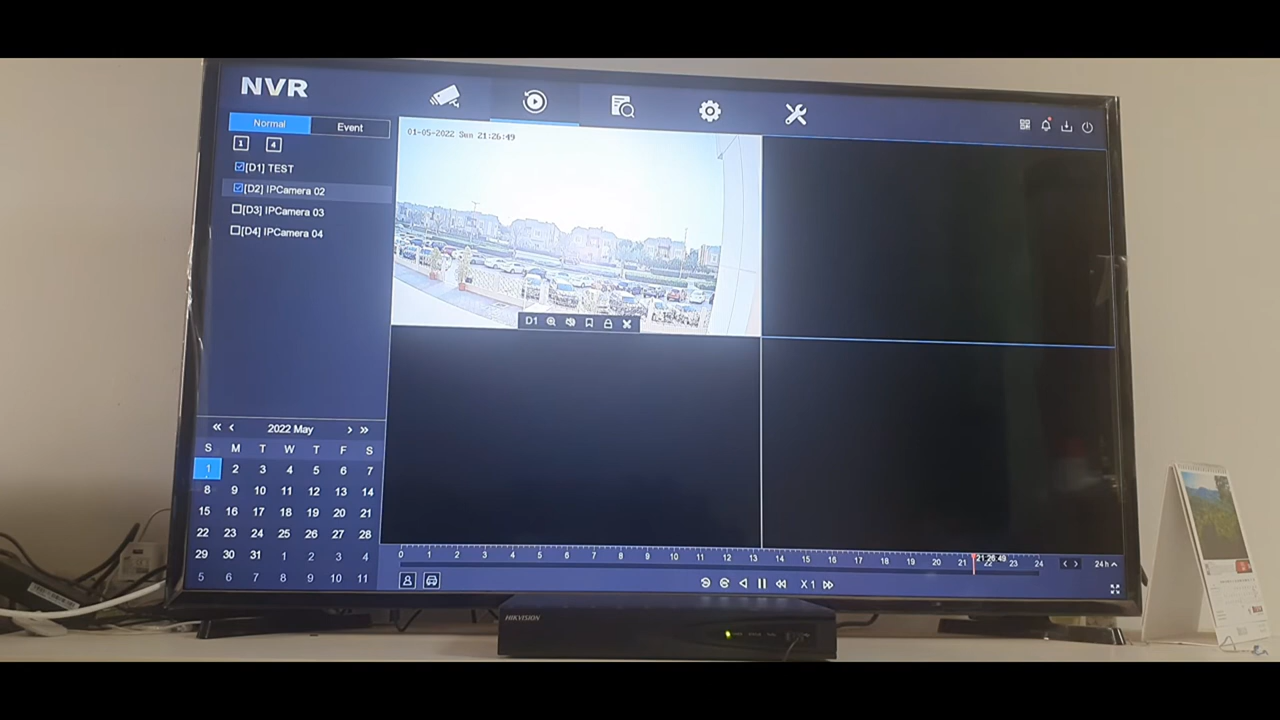 NVR
Normal Event
1 4
[D1] TEST
[D2] IPCamera 02
[D3] IPCamera 03
[D4] IPCamera 04
01-05-2022 Sun 21:26:49
D1
« < 2022 May > »
S M T W T F S
1 2 3 4 5 6 7
8 9 10 11 12 13 14
15 16 17 18 19 20 21
22 23 24 25 26 27 28
29 30 31 1 2 3 4
5 6 7 8 9 10 11
0 1 2 3 4 5 6 7 8 9 10 11 12 13 14 15 16 17 18 19 20 21 22 23 24
21:26:49
24h
X 1
HIKVISION